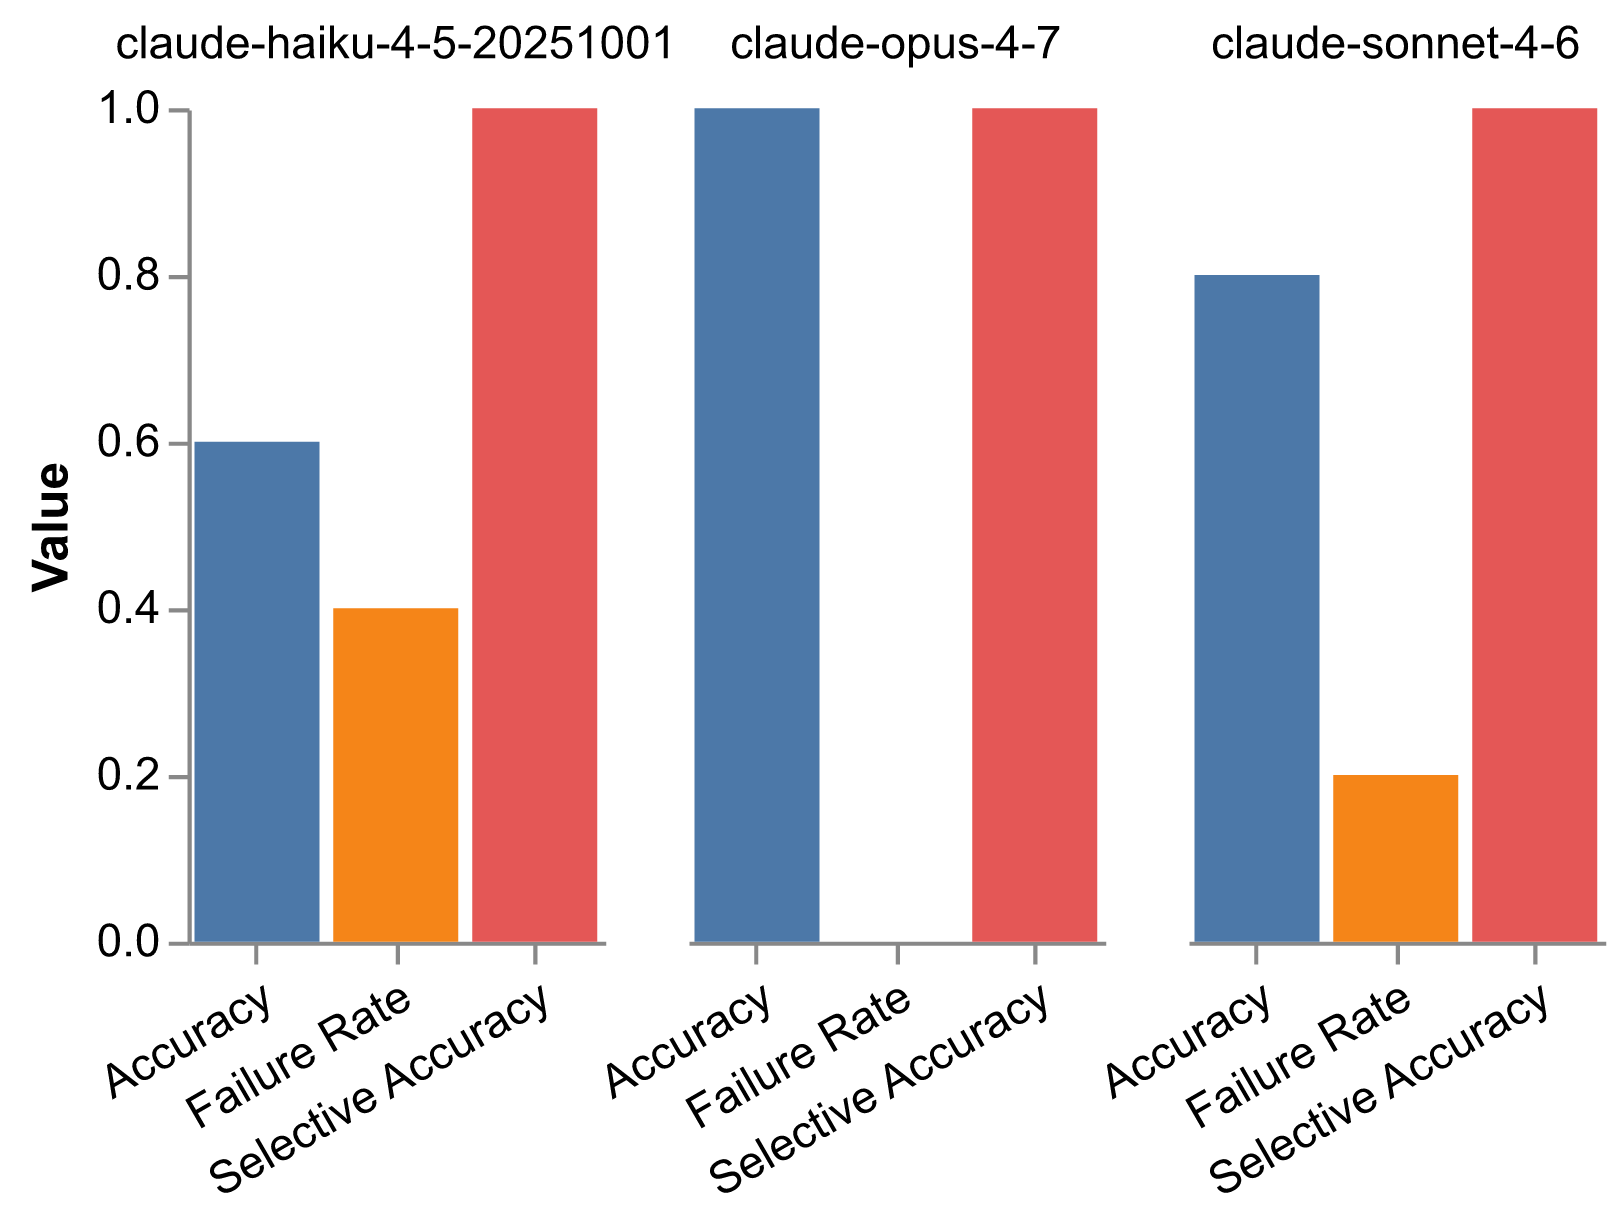 claude-haiku-4-5-20251001
claude-opus-4-7
claude-sonnet-4-6
Value
1.0
0.8
0.6
0.4
0.2
0.0
Accuracy
Failure Rate
Selective Accuracy
Accuracy
Failure Rate
Selective Accuracy
Accuracy
Failure Rate
Selective Accuracy